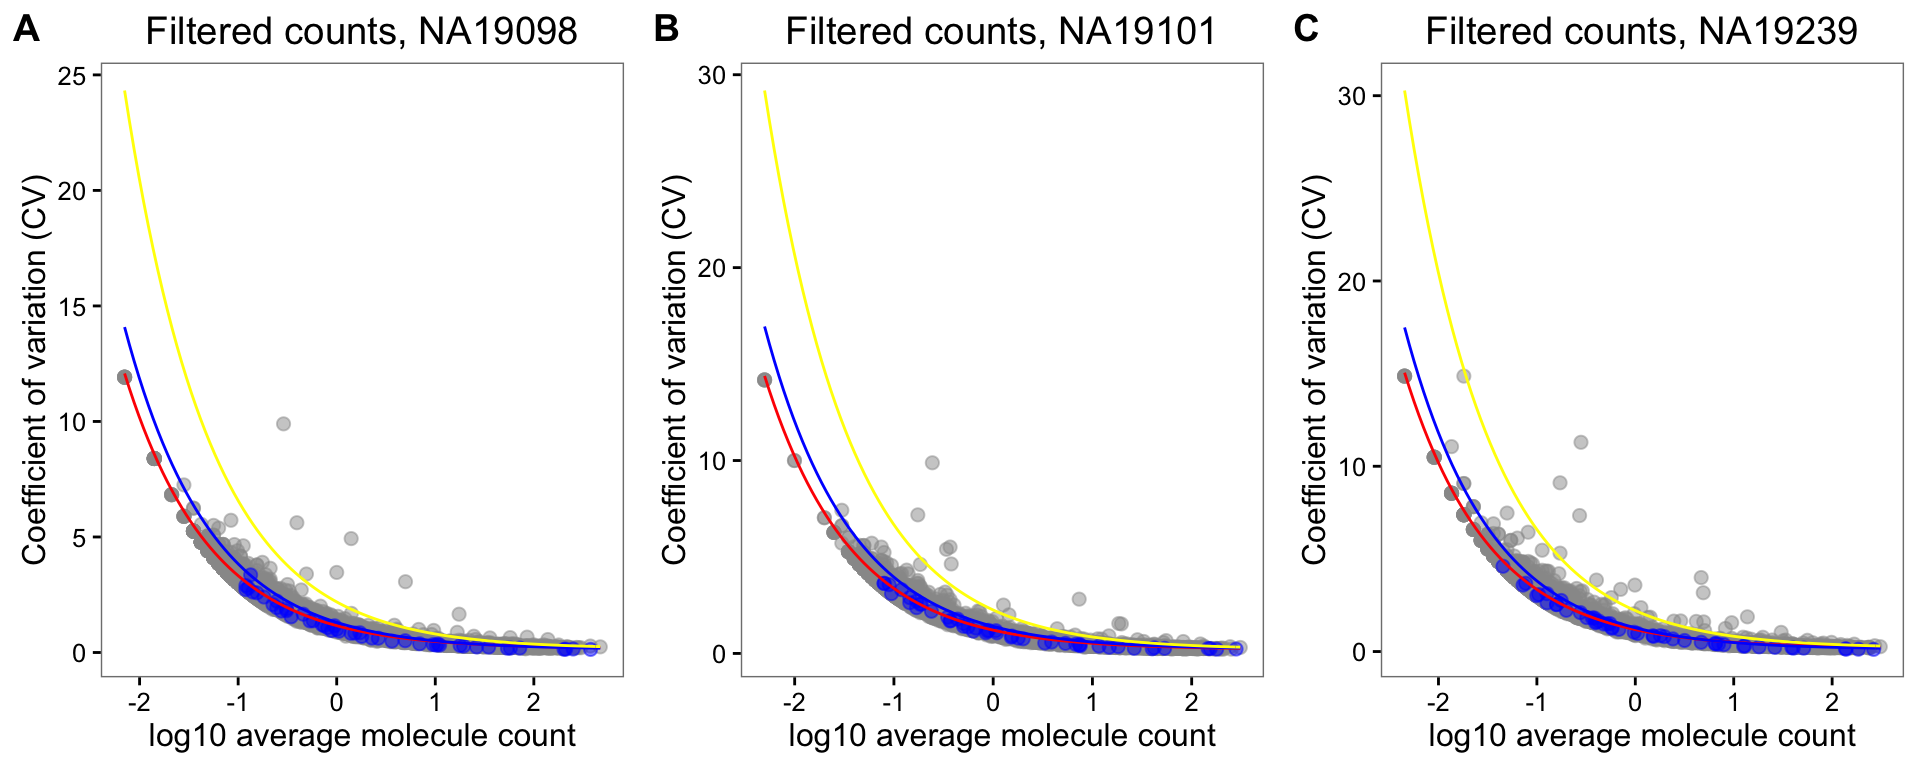 A Filtered counts, NA19098
Coefficient of variation (CV)
25
20
15
10
5
0
-2 -1 0 1 2
log10 average molecule count
B Filtered counts, NA19101
Coefficient of variation (CV)
30
20
10
0
-2 -1 0 1 2
log10 average molecule count
C Filtered counts, NA19239
Coefficient of variation (CV)
30
20
10
0
-2 -1 0 1 2
log10 average molecule count